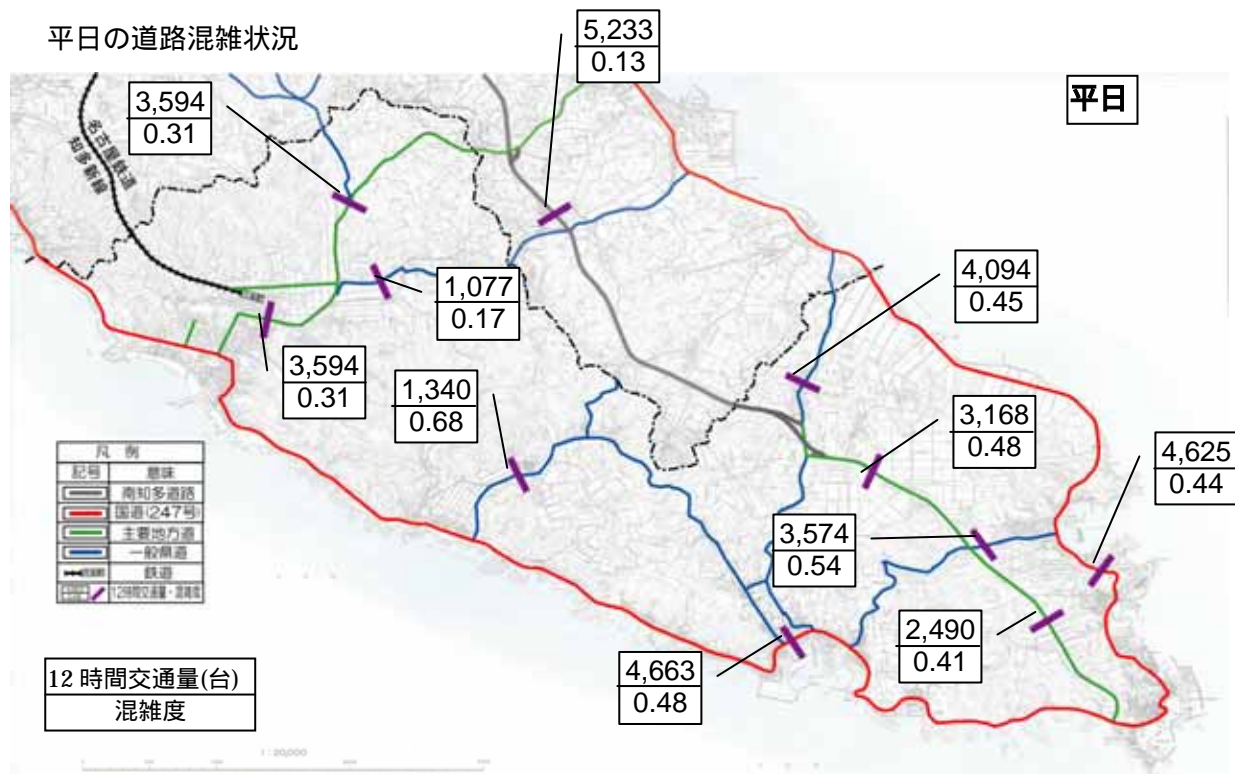 平日の道路混雑状況
5,233
0.13
平日
3,594
0.31
名古屋鉄道
知多新線
4,094
0.45
1,077
0.17
3,594
0.31
1,340
0.68
3,168
0.48
4,625
0.44
凡 例
記号 意味
南知多道路
国道(247号)
主要地方道
一般県道
鉄道
12時間交通量・混雑度
3,574
0.54
2,490
0.41
4,663
0.48
12時間交通量(台)
混雑度
1:20,000